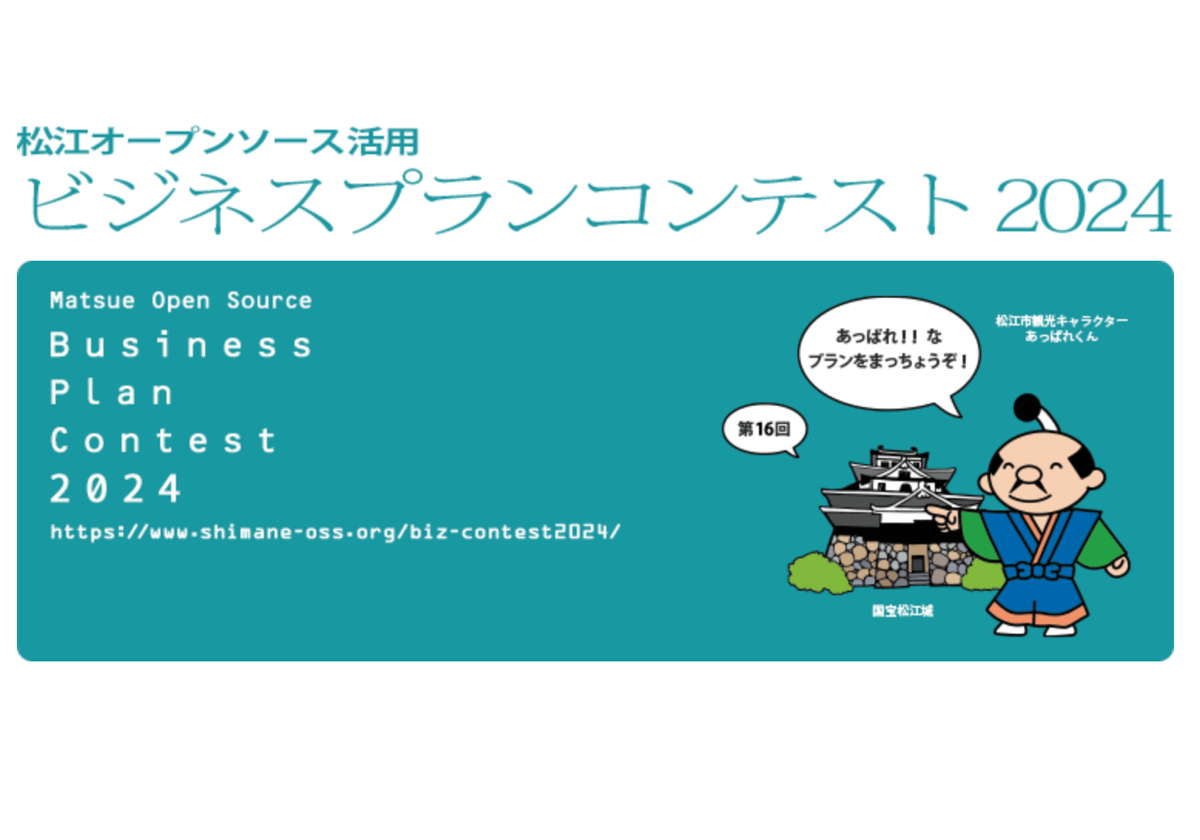 松江オープンソース活用
ビジネスプランコンテスト 2024
Matsue Open Source
Business
Plan
Contest
2024
https://www.shimane-oss.org/biz-contest2024/
あっぱれ!! な
プランをまっちょうぞ!
松江市観光キャラクター
あっぱれくん
第16回
国宝松江城